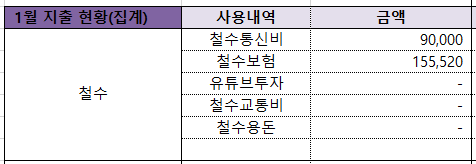 1월 지출 현황(집계) 사용내역 금액
철수통신비 90,000
철수보험 155,520
철수 유튜브투자 -
철수교통비 -
철수용돈 -